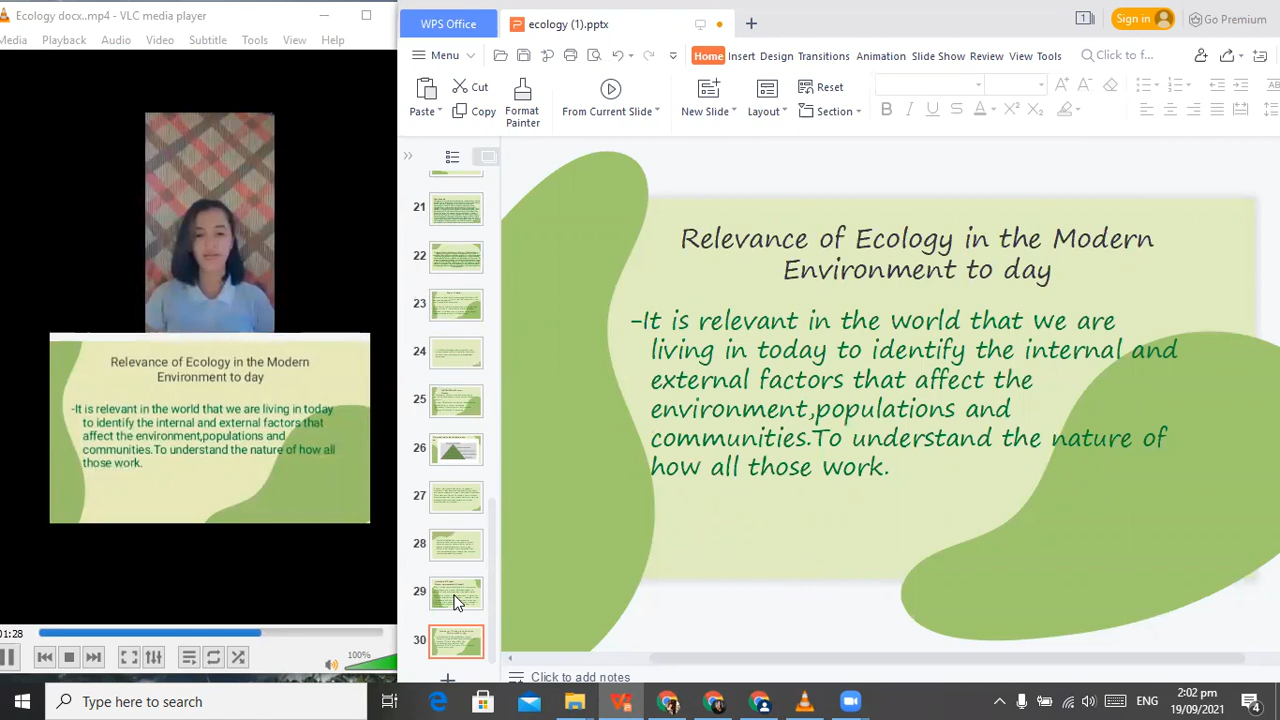 Ecology docx..mp4 - VLC media player
Media Playback Audio Video Subtitle Tools View Help
Relevance of Ecology in the Modern
Environment to day
-It is relevant in the world that we are living in today
to identify the internal and external factors that
affect the environment,populations and
communities.To understand the nature of how all
those work.
01:28
100%
WPS Office
ecology (1).pptx
1
Sign in
Go Premium
Menu
Home Insert Design Transitions Animation Slide Show Review View Tools
Click to f...
Paste
Cut
Copy
Format
Painter
From Current Slide
New Slide
Layout
Reset
Section
B I U S A X² X₂
21
22
23
24
25
26
27
28
29
30
Relevance of Ecology in the Modern
Environment to day
-It is relevant in the world that we are
living in today to identify the internal and
external factors that affect the
environment,populations and
communities.To understand the nature of
how all those work.
Click to add notes
Type here to search
ENG
2:02 pm
19/09/2021
4